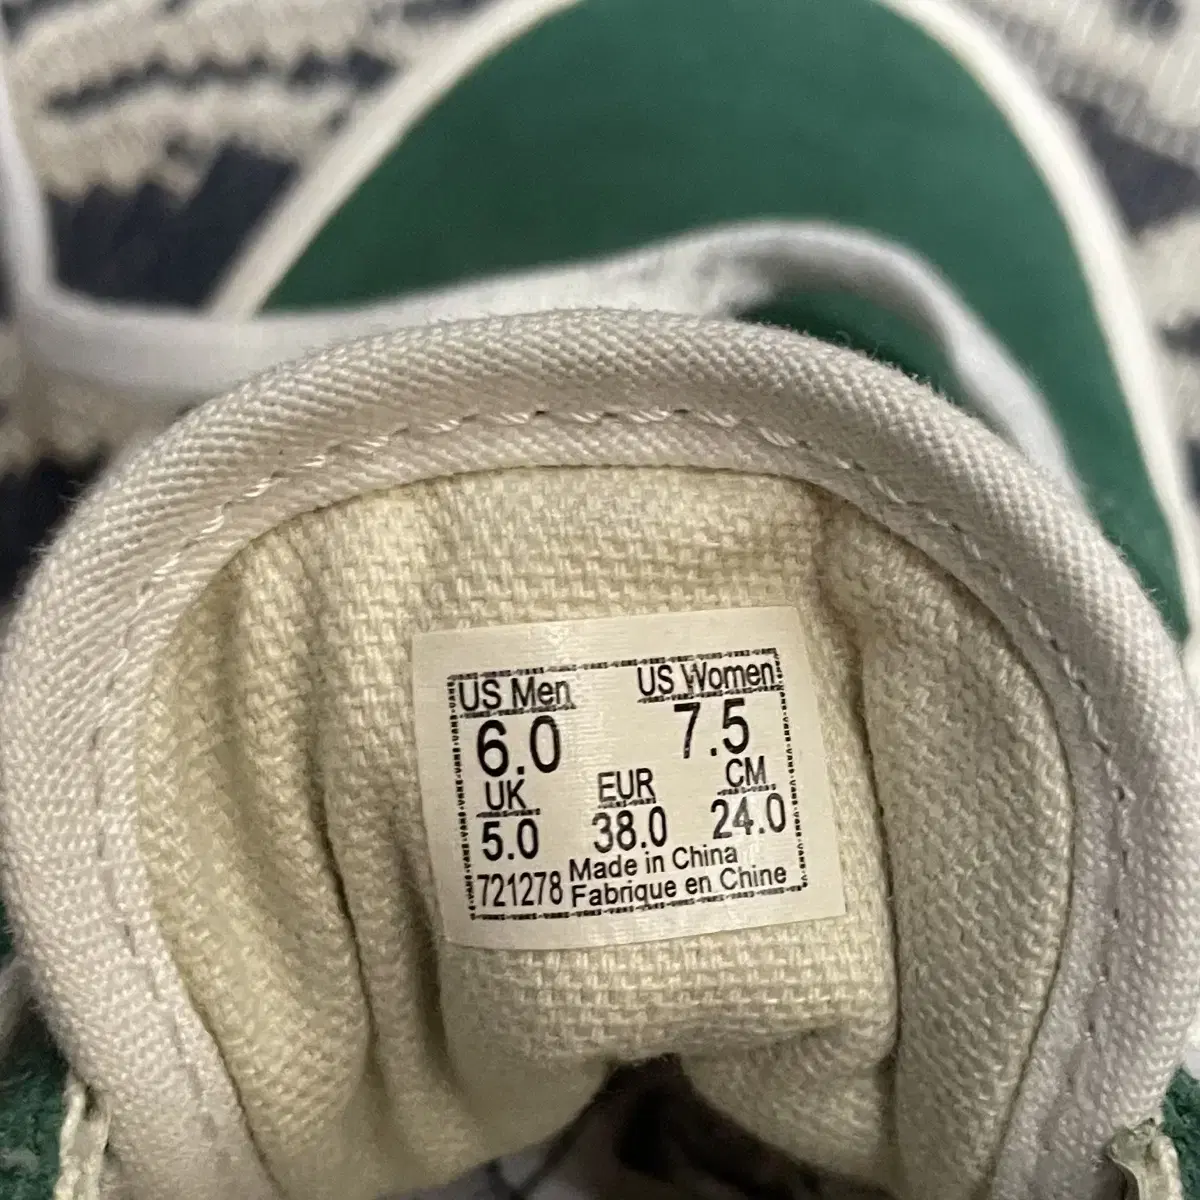 US Men US Women
6.0 7.5
UK EUR CM
5.0 38.0 24.0
721278 Made in China
Fabrique en Chine